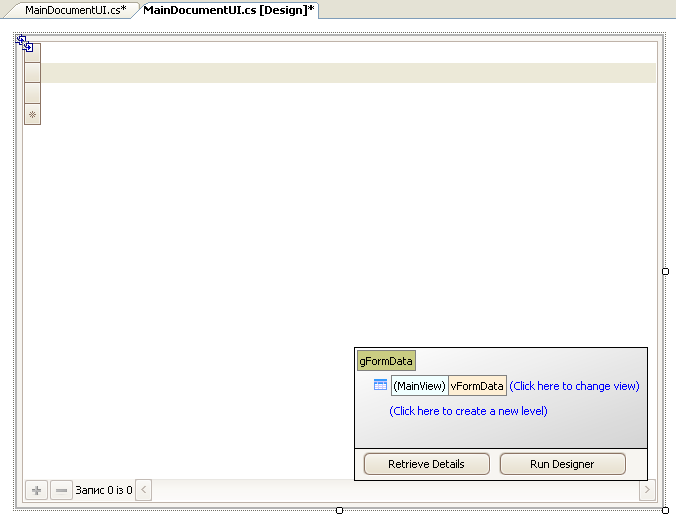 MainDocumentUI.cs* MainDocumentUI.cs [Design]*
gFormData
(MainView) vFormData (Click here to change view)
(Click here to create a new level)
Retrieve Details Run Designer
Запис 0 із 0